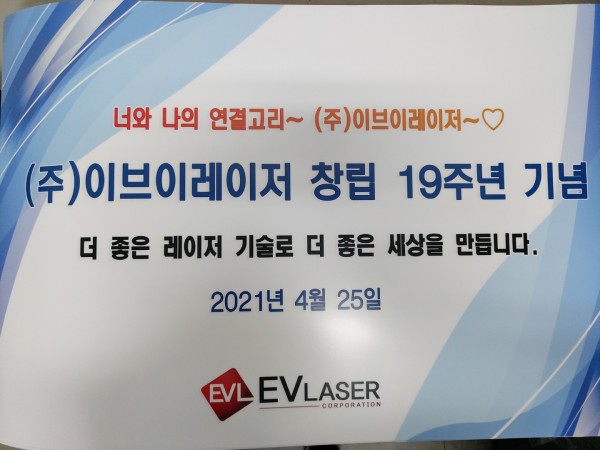 너와 나의 연결고리~ (주)이브이레이저~♡
(주)이브이레이저 창립 19주년 기념
더 좋은 레이저 기술로 더 좋은 세상을 만듭니다.
2021년 4월 25일
EVL EVLASER
CORPORATION